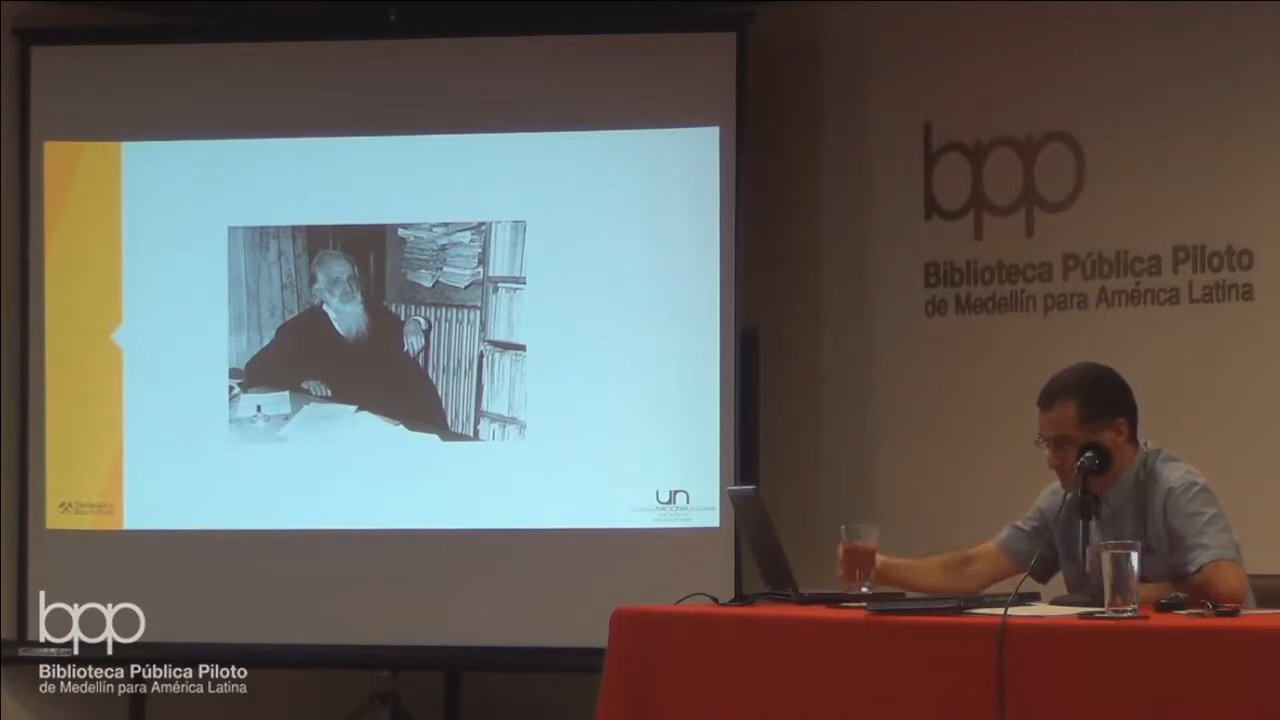 bpp
Biblioteca Pública Piloto
de Medellín para América Latina
un
NACIONAL
bpp
Biblioteca Pública Piloto
de Medellín para América Latina